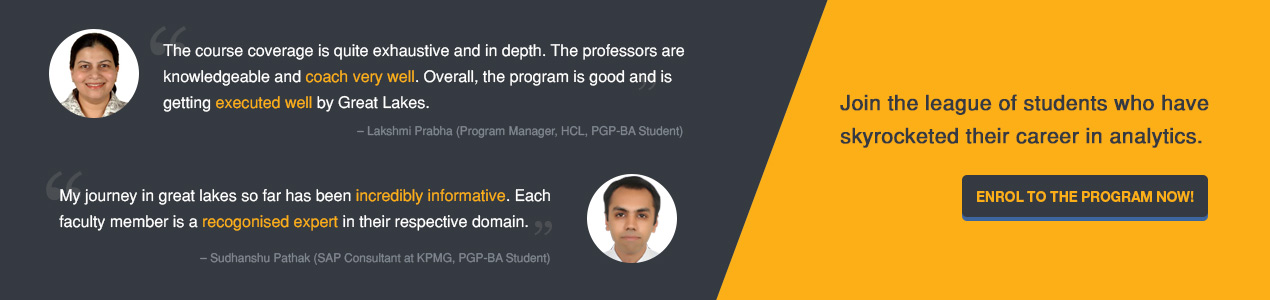 The course coverage is quite exhaustive and in depth. The professors are
knowledgeable and coach very well. Overall, the program is good and is
getting executed well by Great Lakes.
– Lakshmi Prabha (Program Manager, HCL, PGP-BA Student)
My journey in great lakes so far has been incredibly informative. Each
faculty member is a recogonised expert in their respective domain.
– Sudhanshu Pathak (SAP Consultant at KPMG, PGP-BA Student)
Join the league of students who have
skyrocketed their career in analytics.
ENROL TO THE PROGRAM NOW!